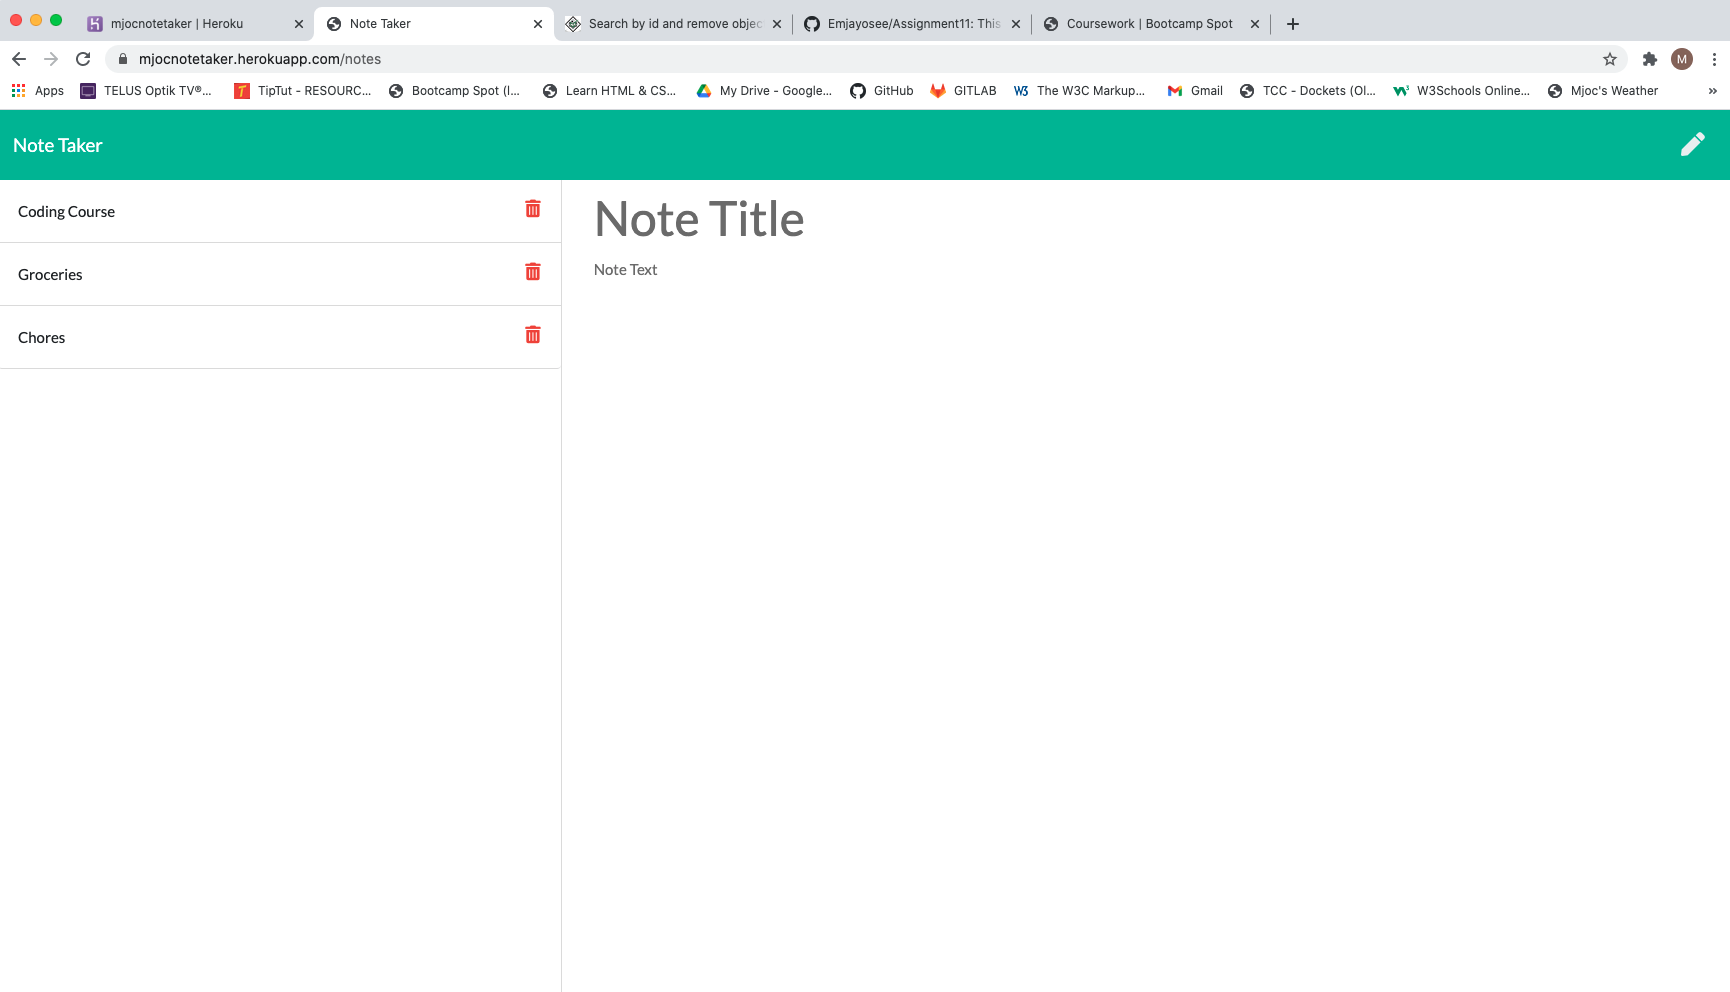 mjocnotetaker | Heroku
Note Taker
Search by id and remove objec
Emjayosee/Assignment11: This
Coursework | Bootcamp Spot
mjocnotetaker.herokuapp.com/notes
M
Apps
TELUS Optik TV®...
TipTut - RESOURC...
Bootcamp Spot (I...
Learn HTML & CS...
My Drive - Google...
GitHub
GITLAB
W3
The W3C Markup...
Gmail
TCC - Dockets (Ol...
W3Schools Online...
Mjoc's Weather
»
Note Taker
Coding Course
Groceries
Chores
Note Title
Note Text